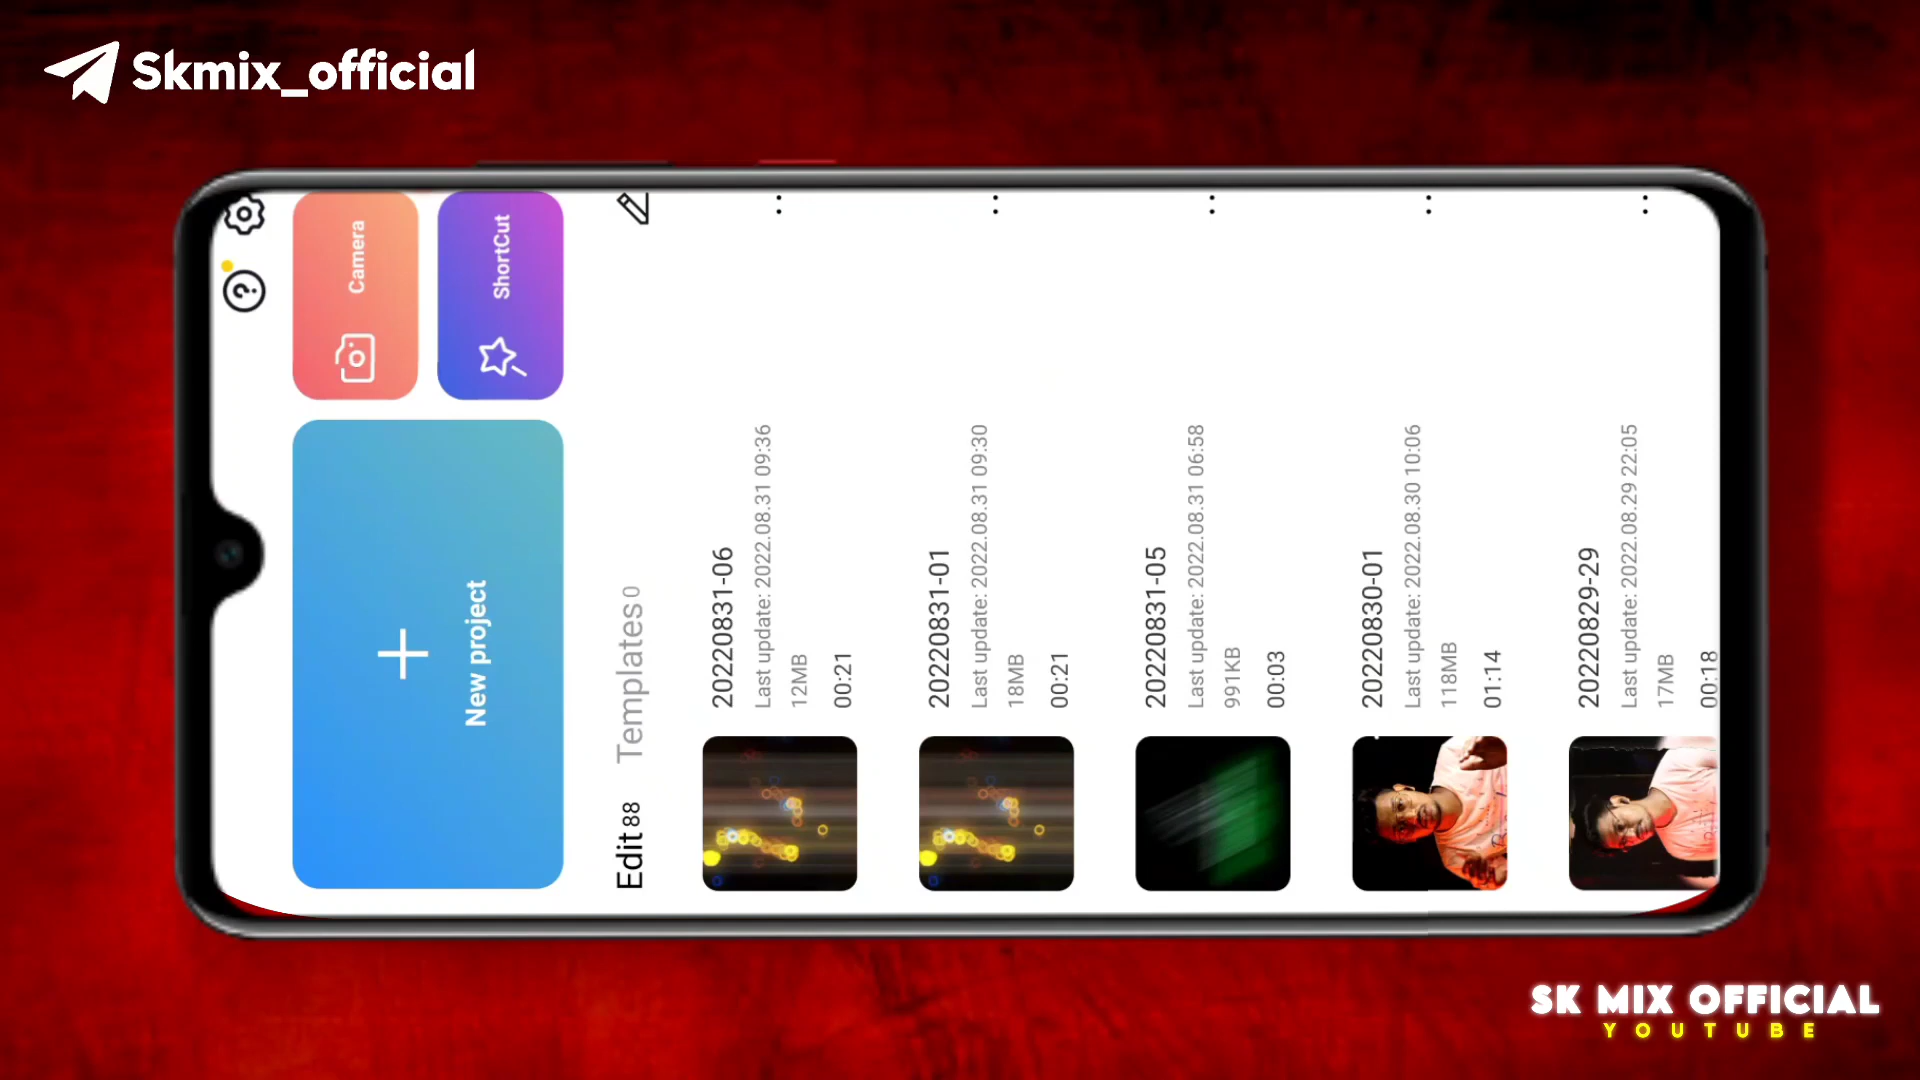 Skmix_official
Camera
ShortCut
New project
Edit 88
Templates 0
20220831-06
Last update: 2022.08.31 09:36
12MB
00:21
20220831-01
Last update: 2022.08.31 09:30
18MB
00:21
20220831-05
Last update: 2022.08.31 06:58
991KB
00:03
20220830-01
Last update: 2022.08.30 10:06
118MB
01:14
20220829-29
Last update: 2022.08.29 22:05
17MB
00:18
SK MIX OFFICIAL
YOUTUBE